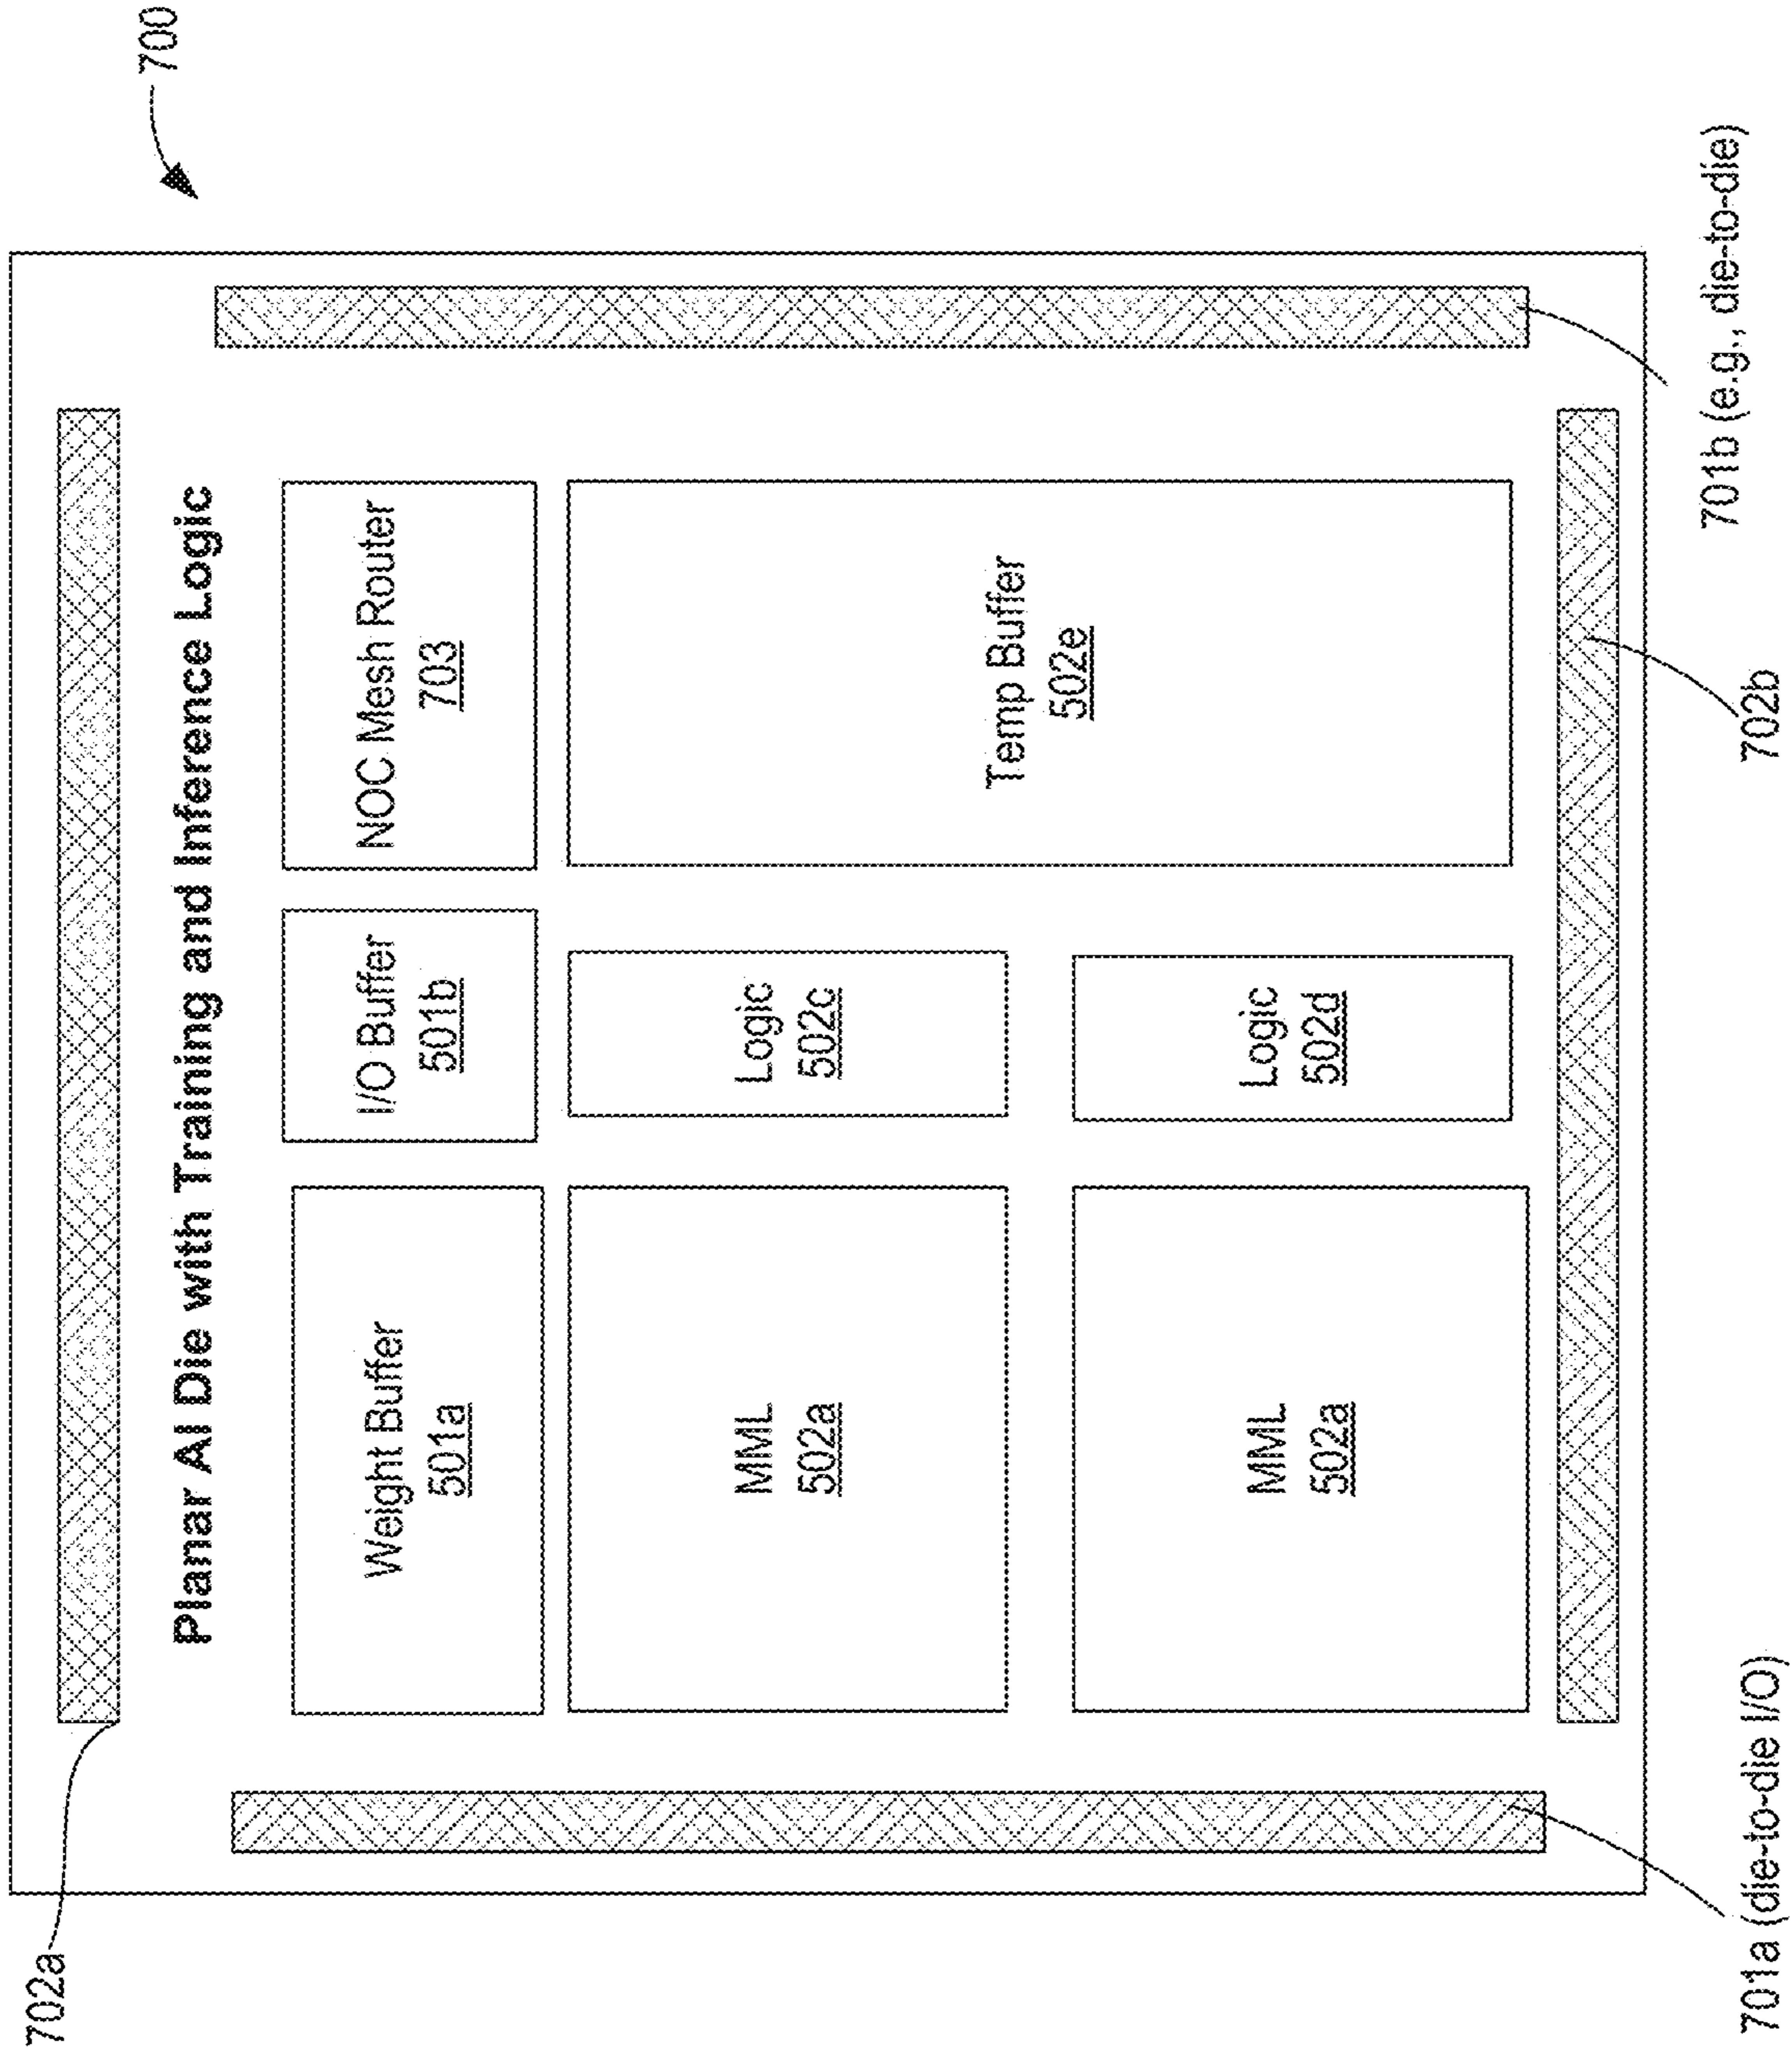 700
702a
Planar AI Die with Training and Inference Logic
Weight Buffer
501a
I/O Buffer
501b
NOC Mesh Router
703
MML
502a
Logic
502c
Temp Buffer
502e
MML
502a
Logic
502d
701a (die-to-die I/O)
702b
701b (e.g., die-to-die)